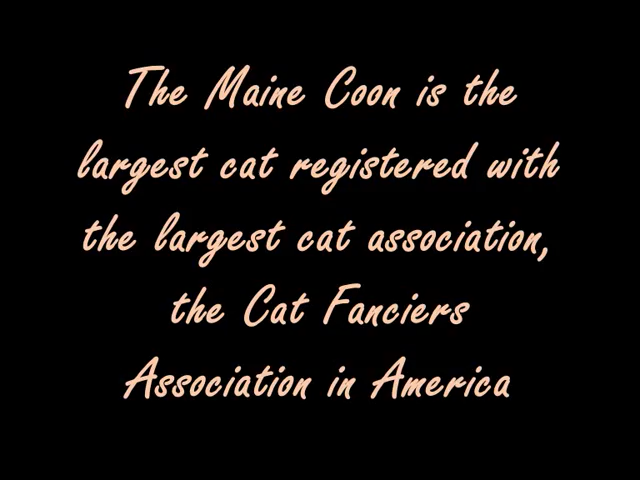 The Maine Coon is the
largest cat registered with
the largest cat association,
the Cat Fanciers
Association in America